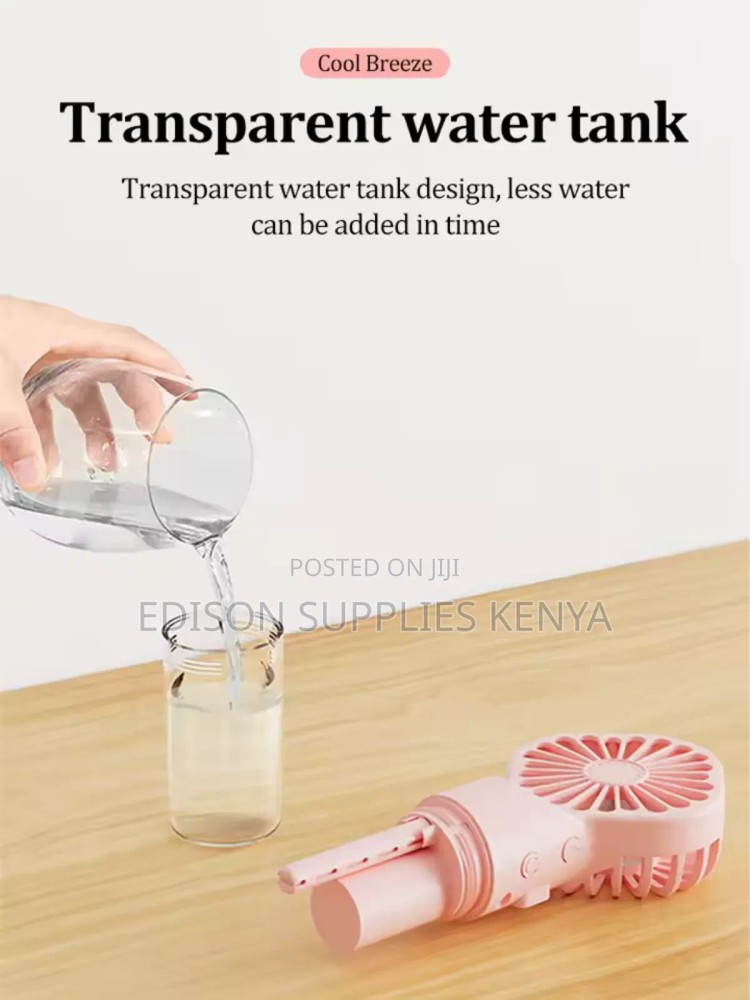 Cool Breeze
Transparent water tank
Transparent water tank design, less water
can be added in time
POSTED ON JIJI
EDISON SUPPLIES KENYA